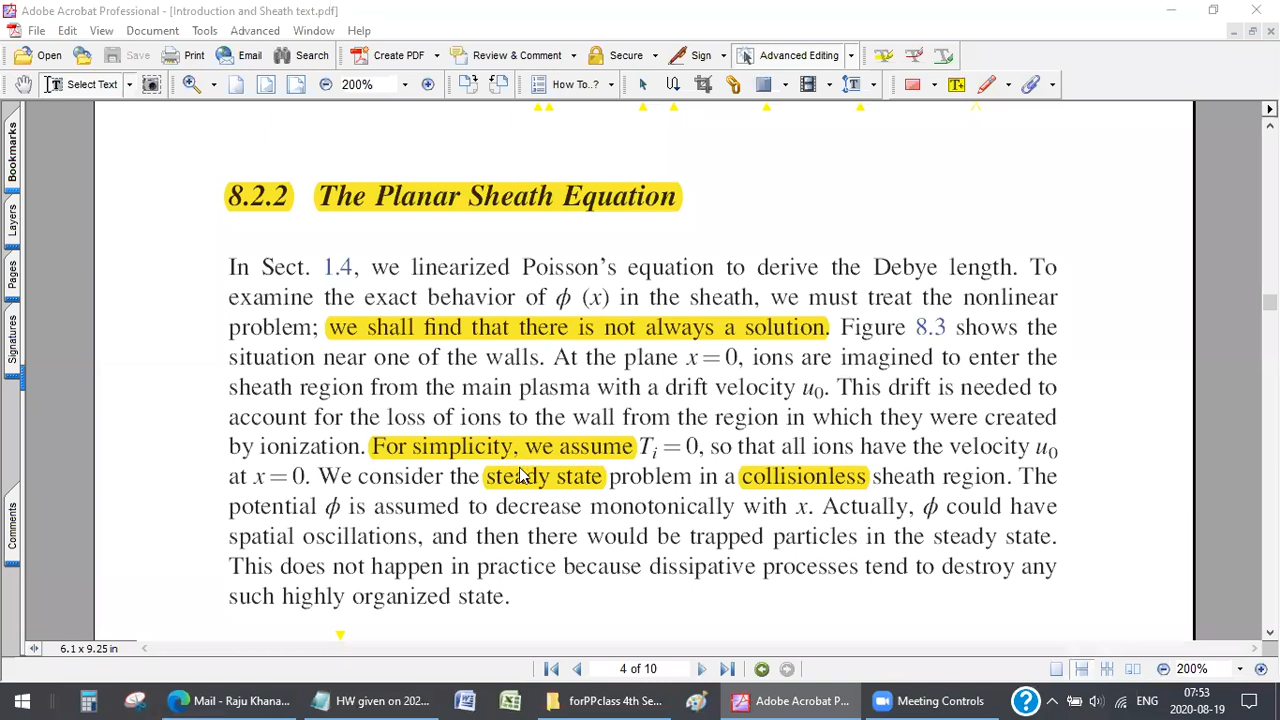 Adobe Acrobat Professional - [Introduction and Sheath text.pdf]
File Edit View Document Tools Advanced Window Help
Open Save Print Email Search Create PDF Review & Comment Secure Sign Advanced Editing
Select Text 200% How To..?
Bookmarks
Layers
Pages
Signatures
Comments
8.2.2 The Planar Sheath Equation
In Sect. 1.4, we linearized Poisson's equation to derive the Debye length. To
examine the exact behavior of ϕ (x) in the sheath, we must treat the nonlinear
problem; we shall find that there is not always a solution. Figure 8.3 shows the
situation near one of the walls. At the plane x = 0, ions are imagined to enter the
sheath region from the main plasma with a drift velocity u₀. This drift is needed to
account for the loss of ions to the wall from the region in which they were created
by ionization. For simplicity, we assume Tᵢ = 0, so that all ions have the velocity u₀
at x = 0. We consider the steady state problem in a collisionless sheath region. The
potential ϕ is assumed to decrease monotonically with x. Actually, ϕ could have
spatial oscillations, and then there would be trapped particles in the steady state.
This does not happen in practice because dissipative processes tend to destroy any
such highly organized state.
6.1 x 9.25 in
4 of 10 200%
Mail - Raju Khana... HW given on 202... forPPclass 4th Se... Adobe Acrobat P... Meeting Controls ENG 07:53
2020-08-19